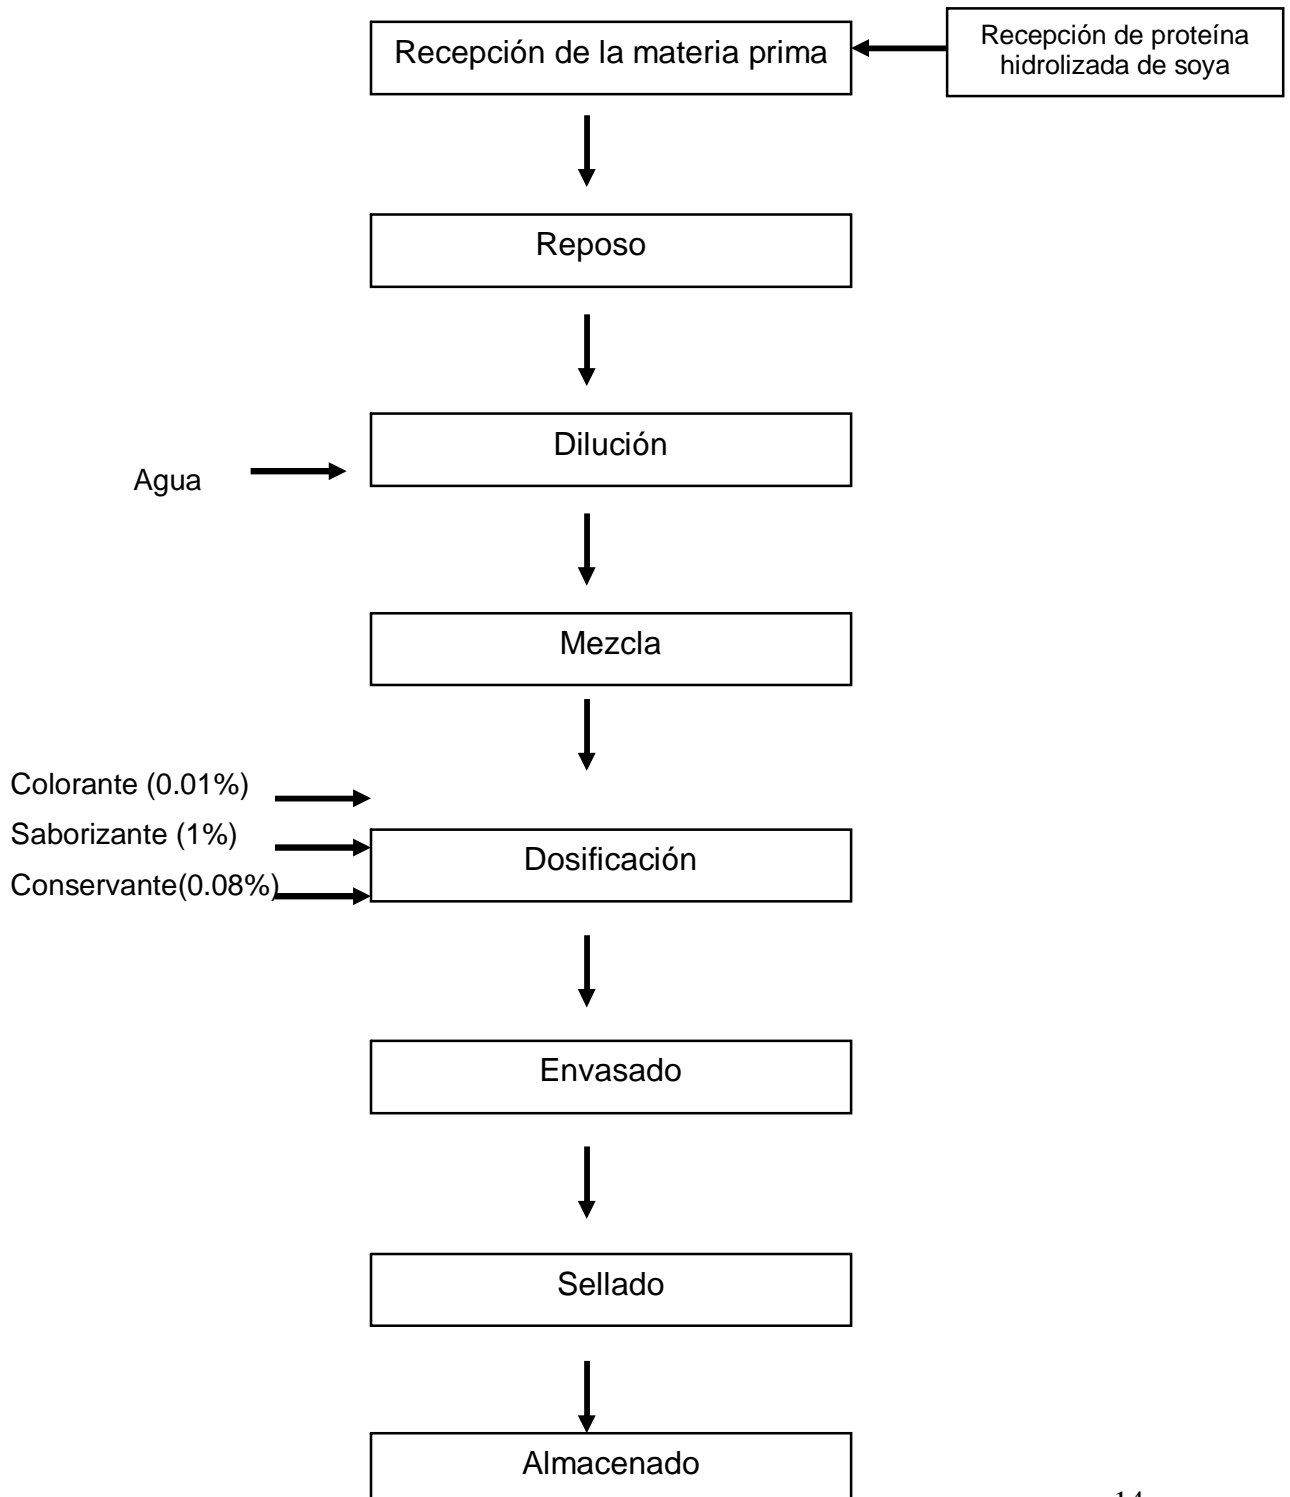 Recepción de la materia prima
Recepción de proteína
hidrolizada de soya
Reposo
Dilución
Agua
Mezcla
Colorante (0.01%)
Saborizante (1%)
Conservante(0.08%)
Dosificación
Envasado
Sellado
Almacenado
14